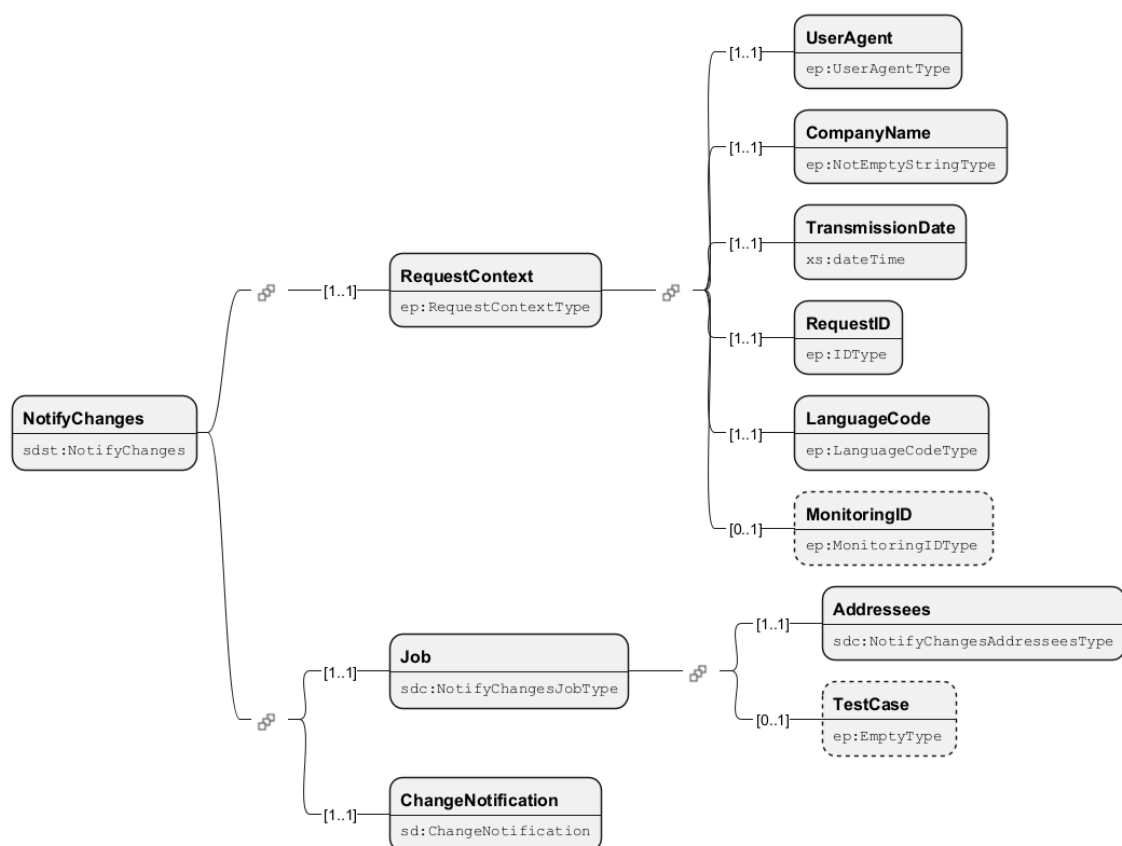 UserAgent
[1..1]
ep:UserAgentType
CompanyName
[1..1]
ep:NotEmptyStringType
TransmissionDate
[1..1]
xs:dateTime
RequestContext
[1..1]
ep:RequestContextType
RequestID
[1..1]
ep:IDType
LanguageCode
[1..1]
ep:LanguageCodeType
MonitoringID
[0..1]
ep:MonitoringIDType
NotifyChanges
sdst:NotifyChanges
Addressees
[1..1]
sdc:NotifyChangesAddresseesType
Job
[1..1]
sdc:NotifyChangesJobType
TestCase
[0..1]
ep:EmptyType
ChangeNotification
[1..1]
sd:ChangeNotification